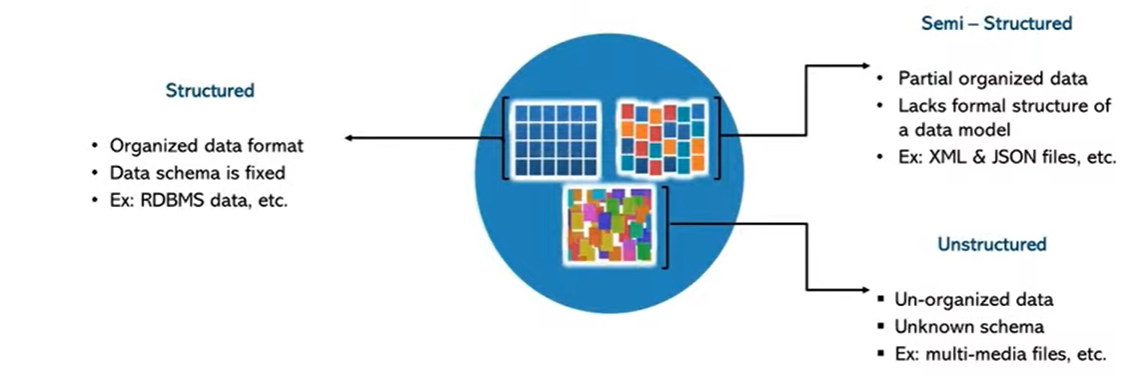 Structured
• Organized data format
• Data schema is fixed
• Ex: RDBMS data, etc.
Semi – Structured
• Partial organized data
• Lacks formal structure of
a data model
• Ex: XML & JSON files, etc.
Unstructured
▪ Un-organized data
▪ Unknown schema
▪ Ex: multi-media files, etc.